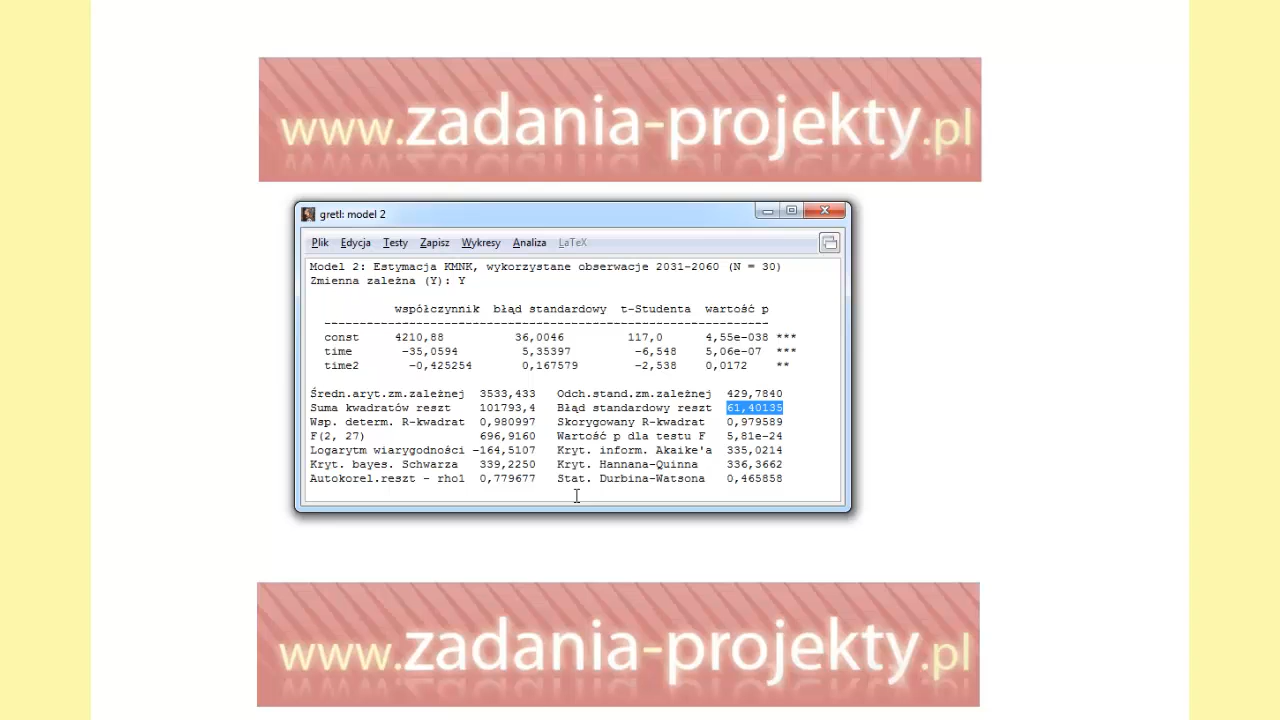 www.zadania-projekty.pl
gretl: model 2
Plik Edycja Testy Zapisz Wykresy Analiza LaTeX
Model 2: Estymacja KMNK, wykorzystane obserwacje 2031-2060 (N = 30)
Zmienna zależna (Y): Y
współczynnik błąd standardowy t-Studenta wartość p
const 4210,88 36,0046 117,0 4,55e-038 ***
time -35,0594 5,35397 -6,548 5,06e-07 ***
time2 -0,425254 0,167579 -2,538 0,0172 **
Średn.aryt.zm.zależnej 3533,433 Odch.stand.zm.zależnej 429,7840
Suma kwadratów reszt 101793,4 Błąd standardowy reszt 61,40135
Wsp. determ. R-kwadrat 0,980997 Skorygowany R-kwadrat 0,979589
F(2, 27) 696,9160 Wartość p dla testu F 5,81e-24
Logarytm wiarygodności -164,5107 Kryt. inform. Akaike'a 335,0214
Kryt. bayes. Schwarza 339,2250 Kryt. Hannana-Quinna 336,3662
Autokorel.reszt - rho1 0,779677 Stat. Durbina-Watsona 0,465858
www.zadania-projekty.pl